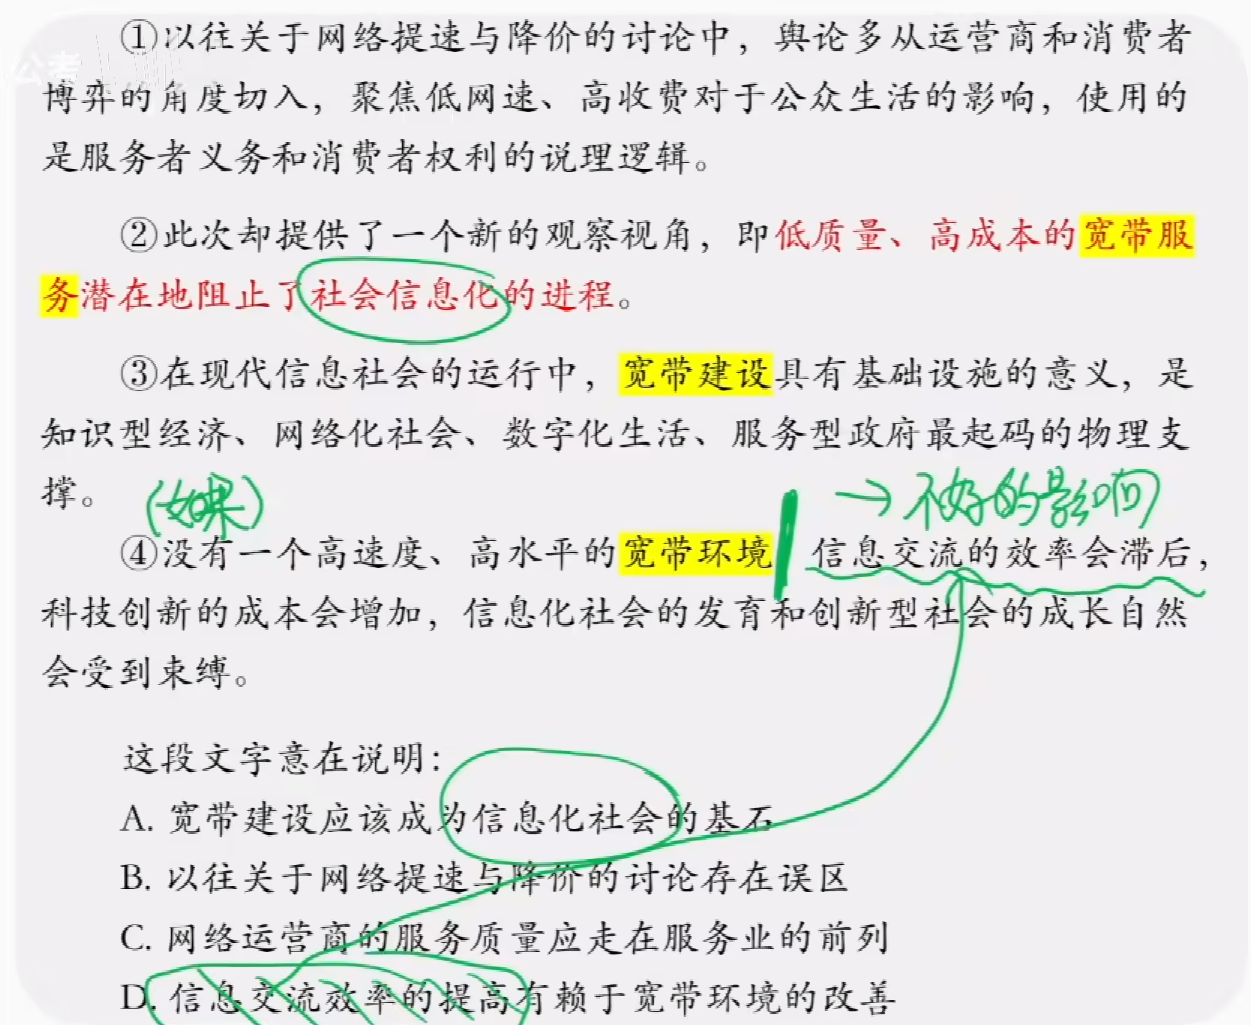 ①以往关于网络提速与降价的讨论中，舆论多从运营商和消费者
公考
博弈的角度切入，聚焦低网速、高收费对于公众生活的影响，使用的
是服务者义务和消费者权利的说理逻辑。
②此次却提供了一个新的观察视角，即低质量、高成本的宽带服
务潜在地阻止了社会信息化的进程。
③在现代信息社会的运行中，宽带建设具有基础设施的意义，是
知识型经济、网络化社会、数字化生活、服务型政府最起码的物理支
撑。
(如果) →不好的影响
④没有一个高速度、高水平的宽带环境 信息交流的效率会滞后，
科技创新的成本会增加，信息化社会的发育和创新型社会的成长自然
会受到束缚。
这段文字意在说明：
A. 宽带建设应该成为信息化社会的基石
B. 以往关于网络提速与降价的讨论存在误区
C. 网络运营商的服务质量应走在服务业的前列
D. 信息交流效率的提高有赖于宽带环境的改善